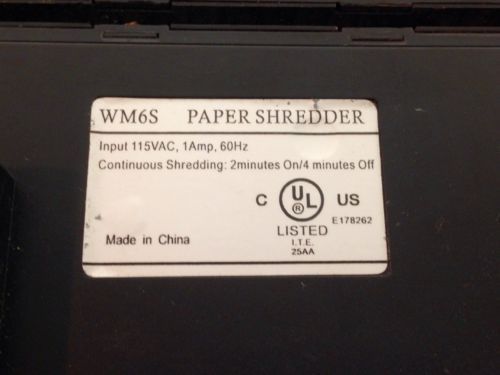 WM6S PAPER SHREDDER
Input 115VAC, 1Amp, 60Hz
Continuous Shredding: 2minutes On/4 minutes Off
C UL ® US
E178262
LISTED
I.T.E.
25AA
Made in China